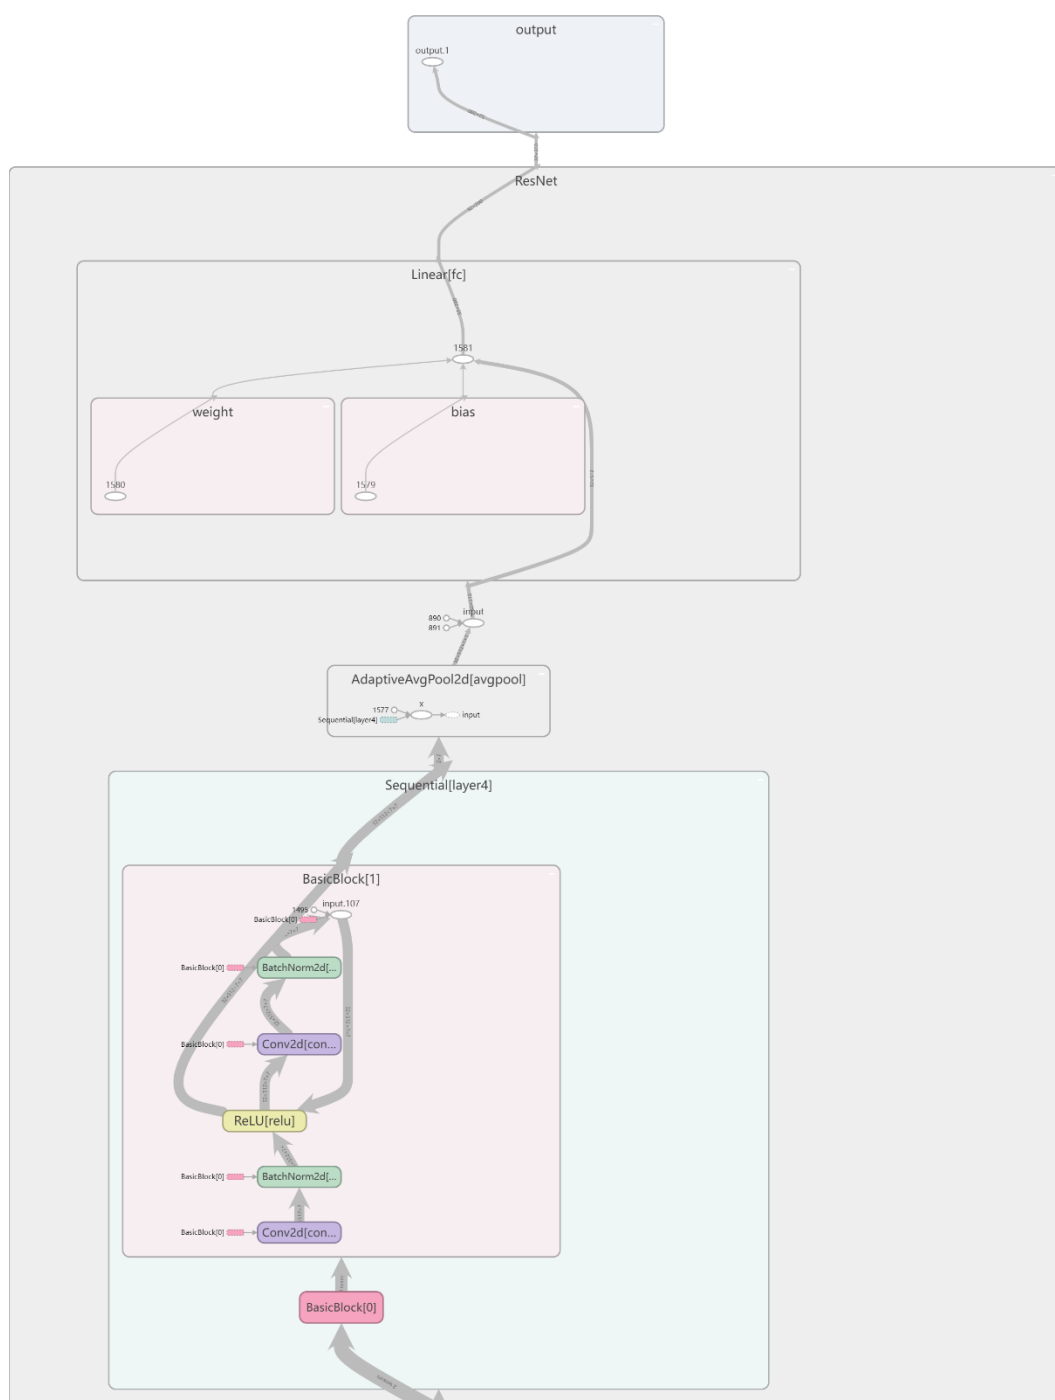 output
output.1
ResNet
Linear[fc]
1581
weight
bias
1580
1579
input
890
891
AdaptiveAvgPool2d[avgpool]
x
1577
Sequential[layer4]
input
Sequential[layer4]
BasicBlock[1]
input.107
1495
BasicBlock[0]
BasicBlock[0]
BatchNorm2d[...
BasicBlock[0]
Conv2d[con...
ReLU[relu]
BasicBlock[0]
BatchNorm2d[...
BasicBlock[0]
Conv2d[con...
BasicBlock[0]